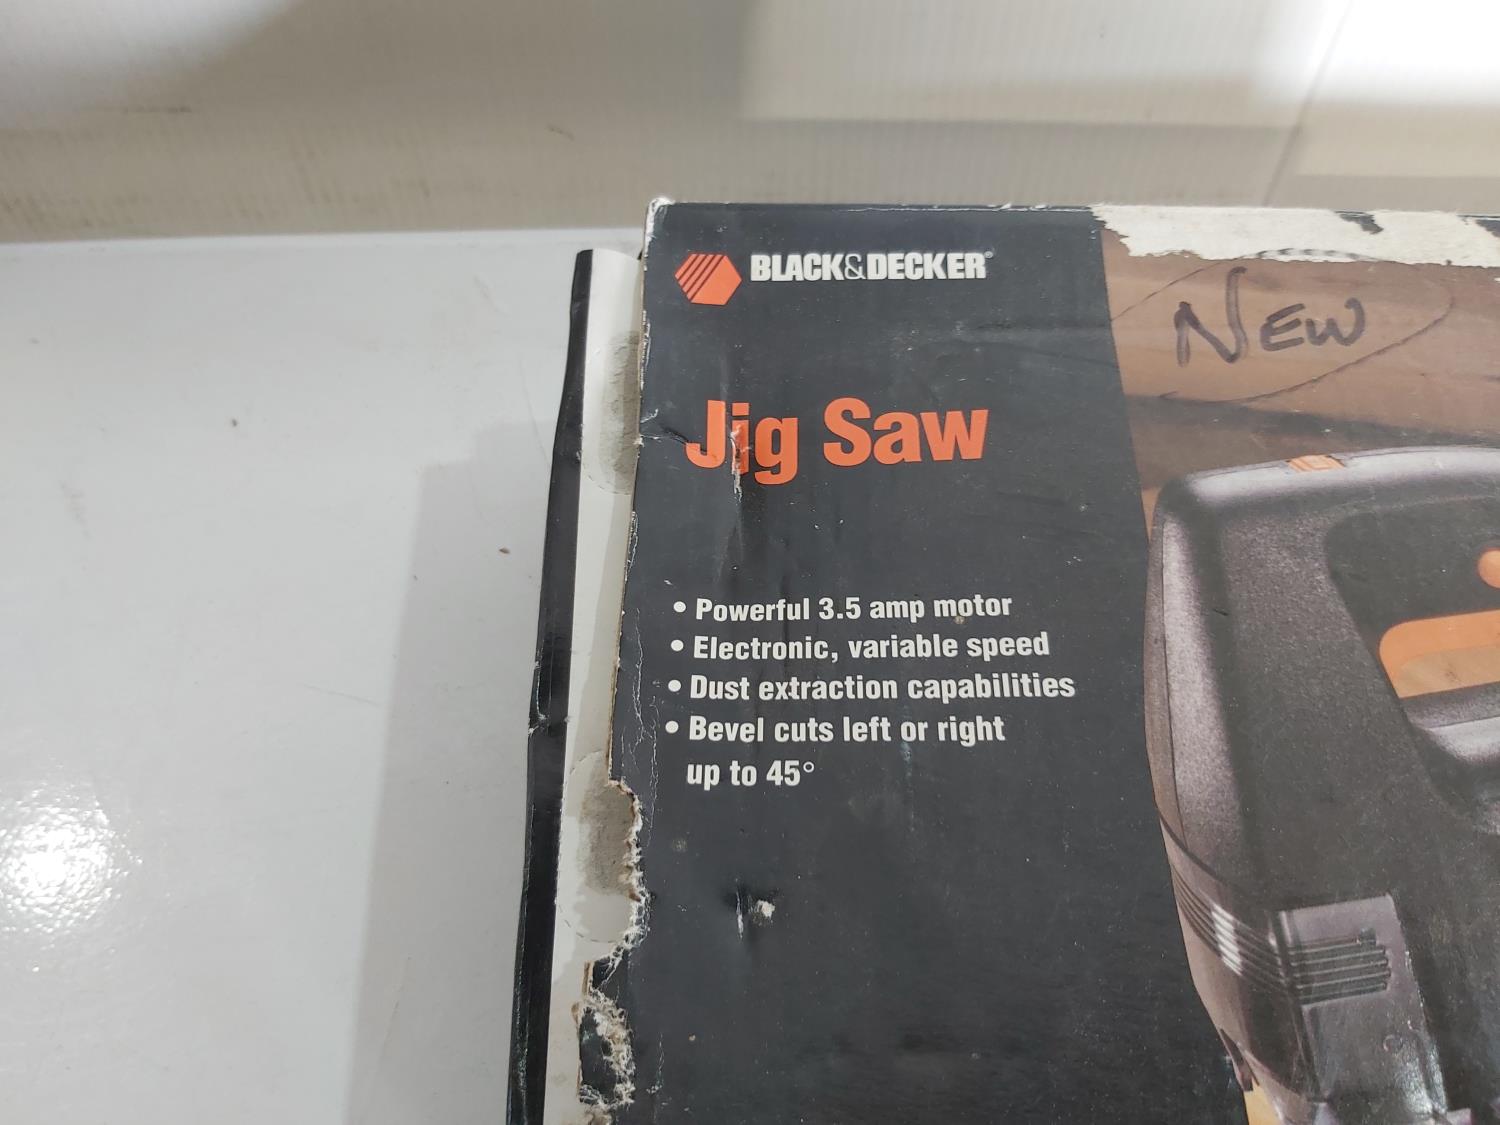 BLACK&DECKER®
NEW
Jig Saw
• Powerful 3.5 amp motor
• Electronic, variable speed
• Dust extraction capabilities
• Bevel cuts left or right
up to 45°